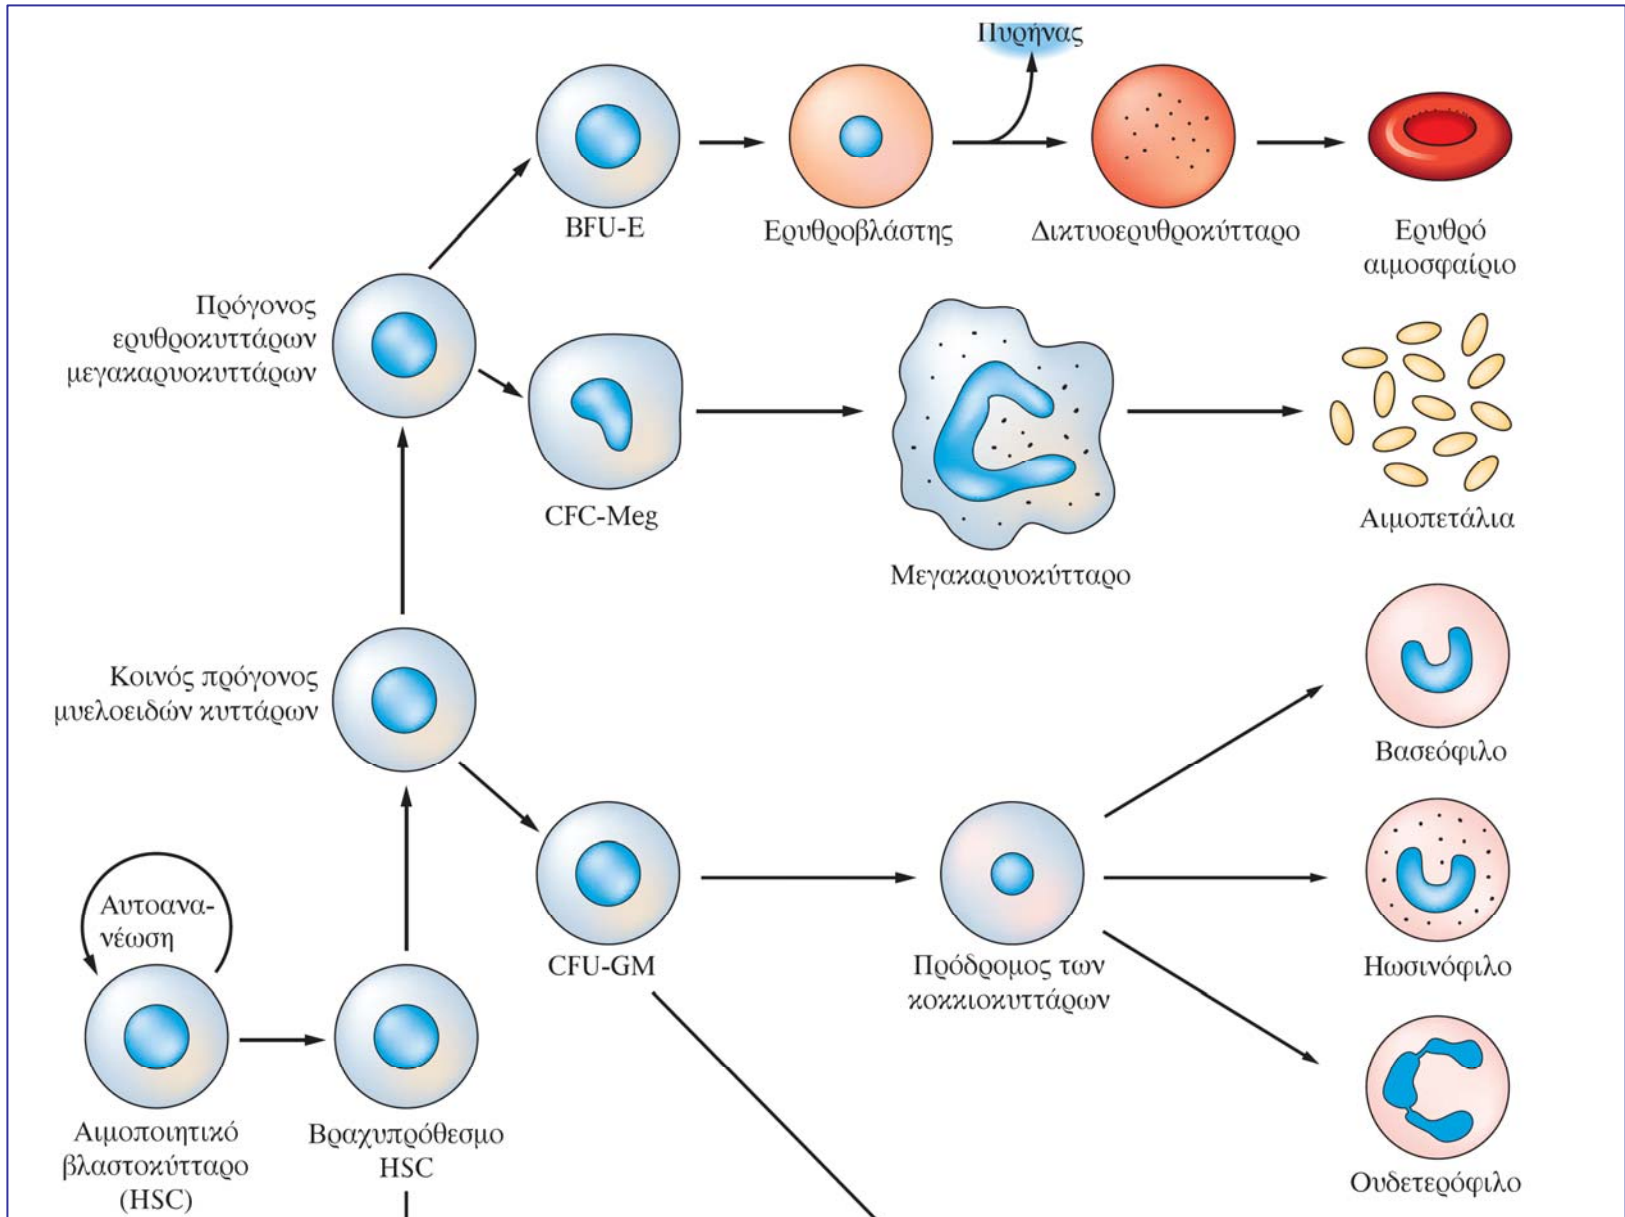 Πυρήνας
BFU-E
Ερυθροβλάστης
Δικτυοερυθροκύτταρο
Ερυθρό
αιμοσφαίριο
Πρόγονος
ερυθροκυττάρων
μεγακαρυοκυττάρων
CFC-Meg
Μεγακαρυοκύτταρο
Αιμοπετάλια
Κοινός πρόγονος
μυελοειδών κυττάρων
Βασεόφιλο
Αυτοανα-
νέωση
CFU-GM
Πρόδρομος των
κοκκιοκυττάρων
Ηωσινόφιλο
Αιμοποιητικό
βλαστοκύτταρο
(HSC)
Βραχυπρόθεσμο
HSC
Ουδετερόφιλο